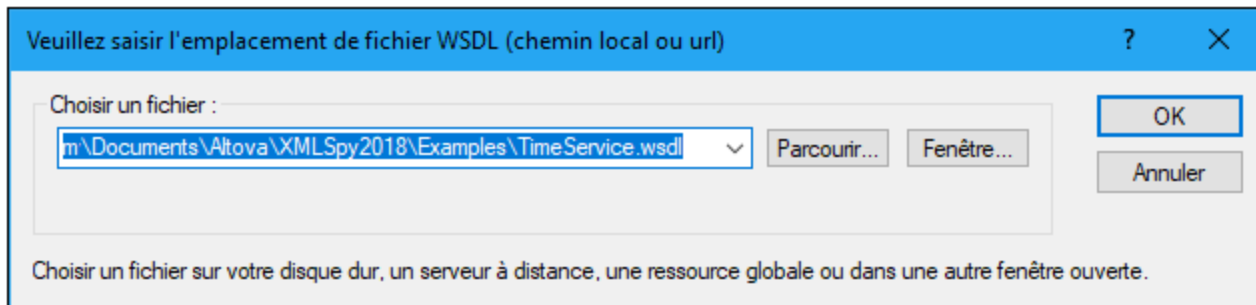 Veuillez saisir l'emplacement de fichier WSDL (chemin local ou url) ? ×
Choisir un fichier :
m\Documents\Altova\XMLSpy2018\Examples\TimeService.wsdl
Parcourir...
Fenêtre...
OK
Annuler
Choisir un fichier sur votre disque dur, un serveur à distance, une ressource globale ou dans une autre fenêtre ouverte.